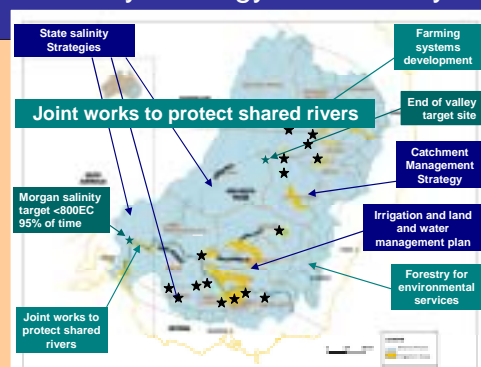 State salinity
Strategies
Farming
systems
development
Joint works to protect shared rivers
End of valley
target site
Catchment
Management
Strategy
Morgan salinity
target <800EC
95% of time
Irrigation and land
and water
management plan
Forestry for
environmental
services
Joint works to
protect shared
rivers